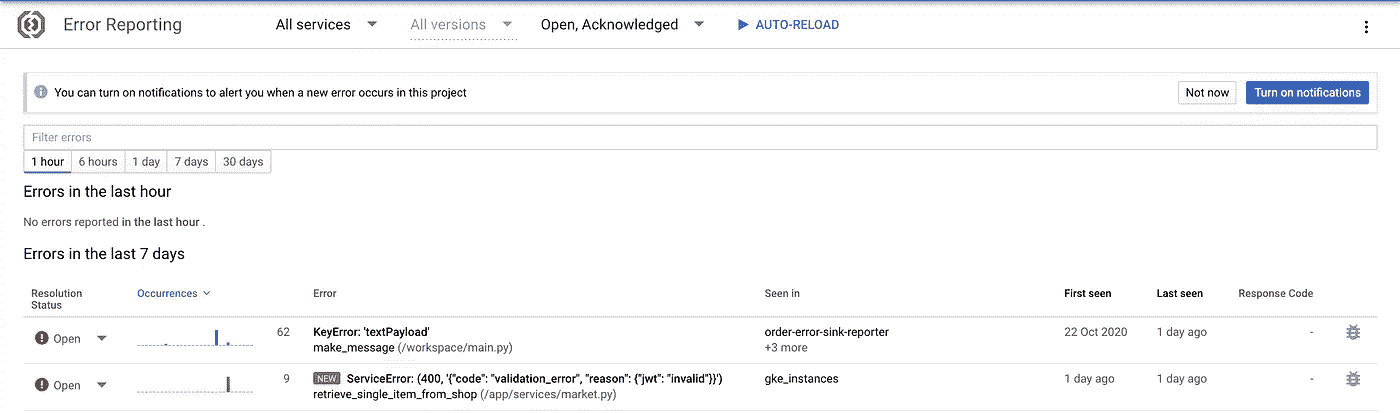 Error Reporting All services All versions Open, Acknowledged AUTO-RELOAD
You can turn on notifications to alert you when a new error occurs in this project Not now Turn on notifications
Filter errors
1 hour 6 hours 1 day 7 days 30 days
Errors in the last hour
No errors reported in the last hour .
Errors in the last 7 days
Resolution Status Occurrences Error Seen in First seen Last seen Response Code
Open 62 KeyError: 'textPayload' order-error-sink-reporter 22 Oct 2020 1 day ago -
make_message (/workspace/main.py) +3 more
Open 9 NEW ServiceError: (400, '{"code": "validation_error", "reason": {"jwt": "invalid"}}') gke_instances 1 day ago 1 day ago -
retrieve_single_item_from_shop (/app/services/market.py)